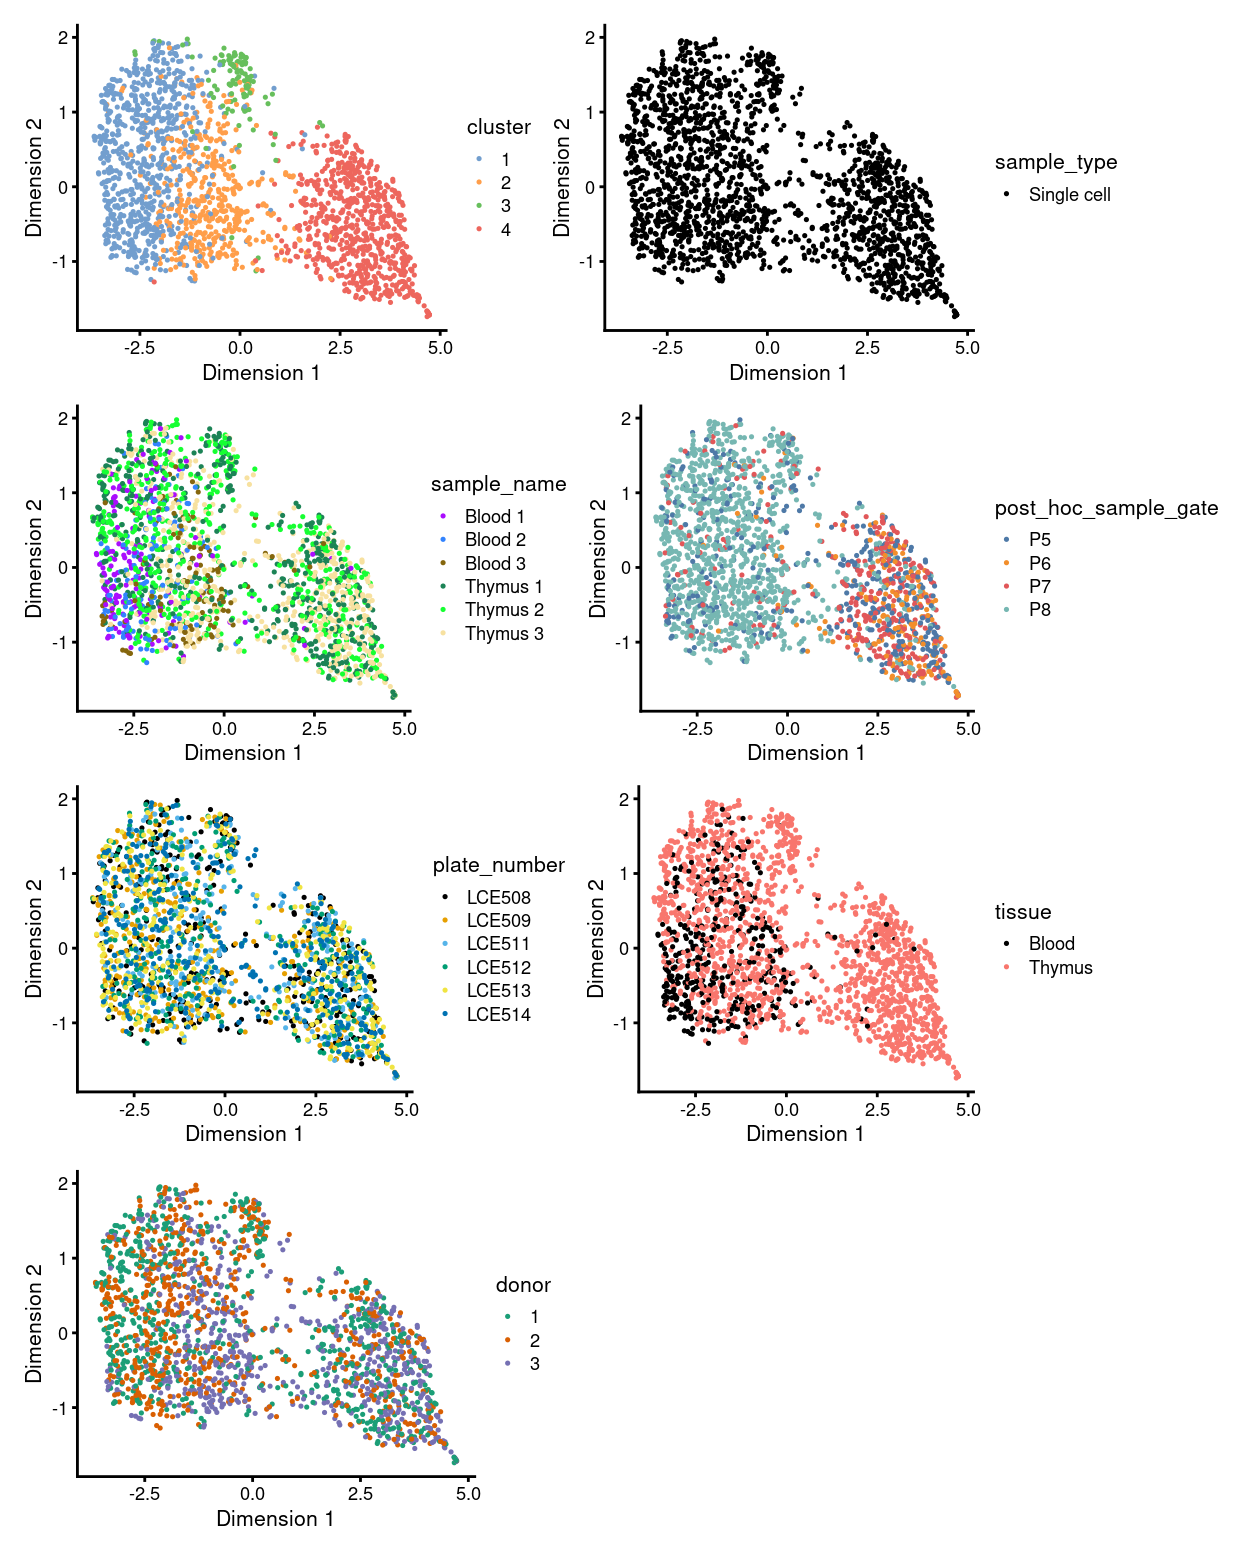 2
1
0
-1
Dimension 2
-2.5 0.0 2.5 5.0
Dimension 1
cluster
1
2
3
4
2
1
0
-1
Dimension 2
-2.5 0.0 2.5 5.0
Dimension 1
sample_type
Single cell
2
1
0
-1
Dimension 2
-2.5 0.0 2.5 5.0
Dimension 1
sample_name
Blood 1
Blood 2
Blood 3
Thymus 1
Thymus 2
Thymus 3
2
1
0
-1
Dimension 2
-2.5 0.0 2.5 5.0
Dimension 1
post_hoc_sample_gate
P5
P6
P7
P8
2
1
0
-1
Dimension 2
-2.5 0.0 2.5 5.0
Dimension 1
plate_number
LCE508
LCE509
LCE511
LCE512
LCE513
LCE514
2
1
0
-1
Dimension 2
-2.5 0.0 2.5 5.0
Dimension 1
tissue
Blood
Thymus
2
1
0
-1
Dimension 2
-2.5 0.0 2.5 5.0
Dimension 1
donor
1
2
3